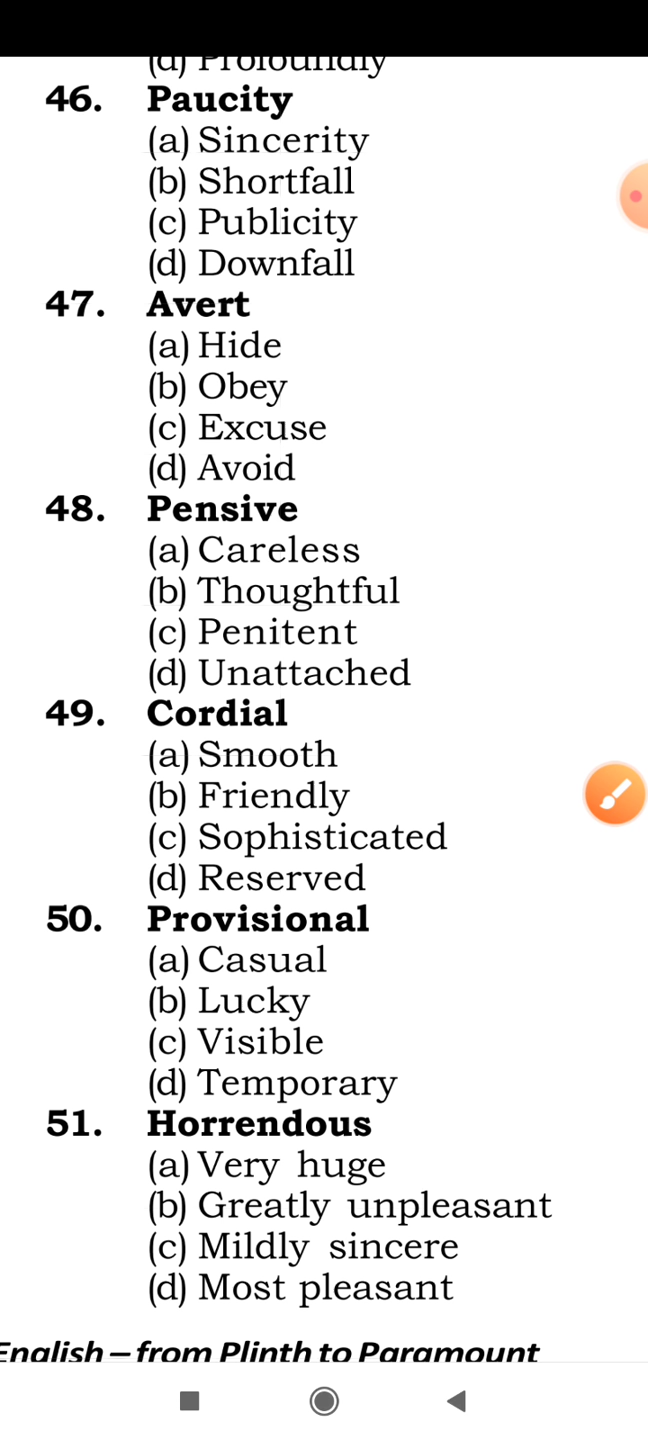 (d) Profoundly
46. Paucity
(a) Sincerity
(b) Shortfall
(c) Publicity
(d) Downfall
47. Avert
(a) Hide
(b) Obey
(c) Excuse
(d) Avoid
48. Pensive
(a) Careless
(b) Thoughtful
(c) Penitent
(d) Unattached
49. Cordial
(a) Smooth
(b) Friendly
(c) Sophisticated
(d) Reserved
50. Provisional
(a) Casual
(b) Lucky
(c) Visible
(d) Temporary
51. Horrendous
(a) Very huge
(b) Greatly unpleasant
(c) Mildly sincere
(d) Most pleasant
English – from Plinth to Paramount